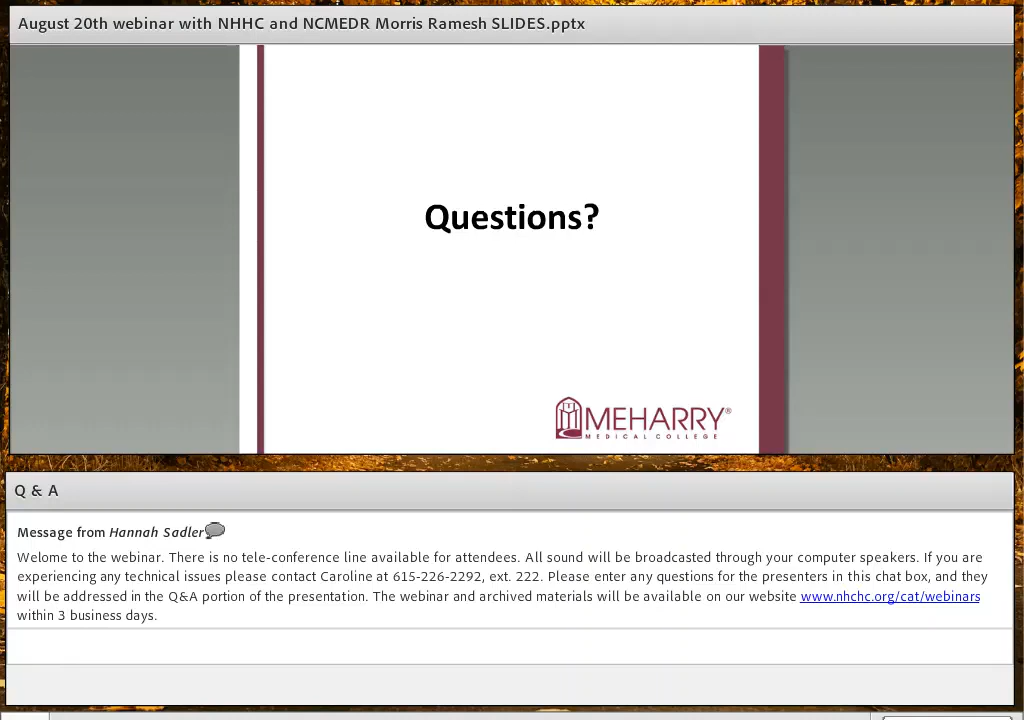 August 20th webinar with NHHC and NCMEDR Morris Ramesh SLIDES.pptx
Questions?
MEHARRY®
MEDICAL COLLEGE
Q & A
Message from Hannah Sadler
Welome to the webinar. There is no tele-conference line available for attendees. All sound will be broadcasted through your computer speakers. If you are
experiencing any technical issues please contact Caroline at 615-226-2292, ext. 222. Please enter any questions for the presenters in this chat box, and they
will be addressed in the Q&A portion of the presentation. The webinar and archived materials will be available on our website www.nhchc.org/cat/webinars
within 3 business days.